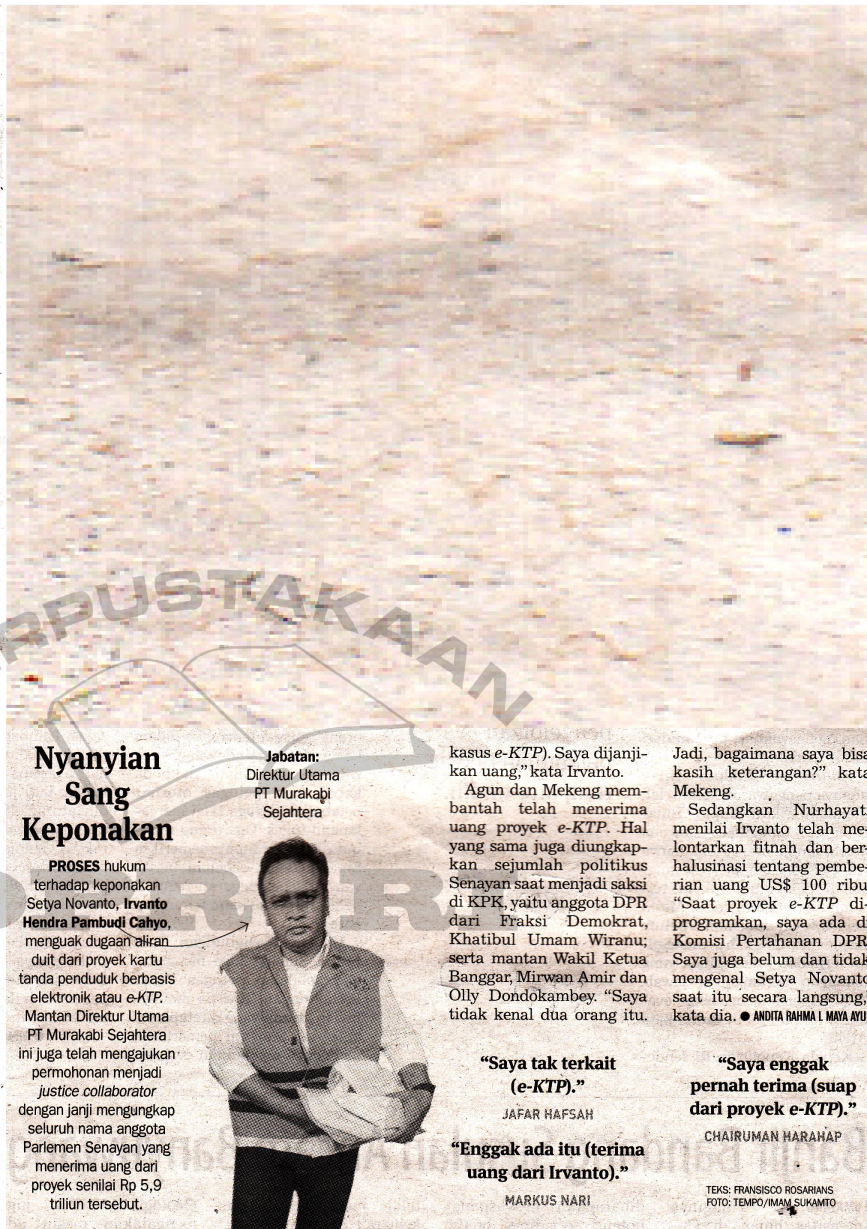 Nyanyian
Sang
Keponakan
PROSES hukum
terhadap keponakan
Setya Novanto, Irvanto
Hendra Pambudi Cahyo,
menguak dugaan aliran
duit dari proyek kartu
tanda penduduk berbasis
elektronik atau e-KTP.
Mantan Direktur Utama
PT Murakabi Sejahtera
ini juga telah mengajukan
permohonan menjadi
justice collaborator
dengan janji mengungkap
seluruh nama anggota
Parlemen Senayan yang
menerima uang dari
proyek senilai Rp 5,9
triliun tersebut.
Jabatan:
Direktur Utama
PT Murakabi
Sejahtera
kasus e-KTP). Saya dijanji-
kan uang,” kata Irvanto.
Agun dan Mekeng mem-
bantah telah menerima
uang proyek e-KTP. Hal
yang sama juga diungkap-
kan sejumlah politikus
Senayan saat menjadi saksi
di KPK, yaitu anggota DPR
dari Fraksi Demokrat,
Khatibul Umam Wiranu;
serta mantan Wakil Ketua
Banggar, Mirwan Amir dan
Olly Dondokambey. “Saya
tidak kenal dua orang itu.
Jadi, bagaimana saya bisa
kasih keterangan?” kata
Mekeng.
Sedangkan Nurhayat
menilai Irvanto telah me-
lontarkan fitnah dan ber-
halusinasi tentang pembe-
rian uang US$ 100 ribu
“Saat proyek e-KTP di-
programkan, saya ada di
Komisi Pertahanan DPR
Saya juga belum dan tidak
mengenal Setya Novanto
saat itu secara langsung,”
kata dia. ● ANDITA RAHMA I. MAYA AYU
“Saya tak terkait
(e-KTP).”
JAFAR HAFSAH
“Enggak ada itu (terima
uang dari Irvanto).”
MARKUS NARI
“Saya enggak
pernah terima (suap
dari proyek e-KTP).”
CHAIRUMAN HARAHAP
TEKS: FRANSISCO ROSARIANS
FOTO: TEMPO/IMAM SUKAMTO